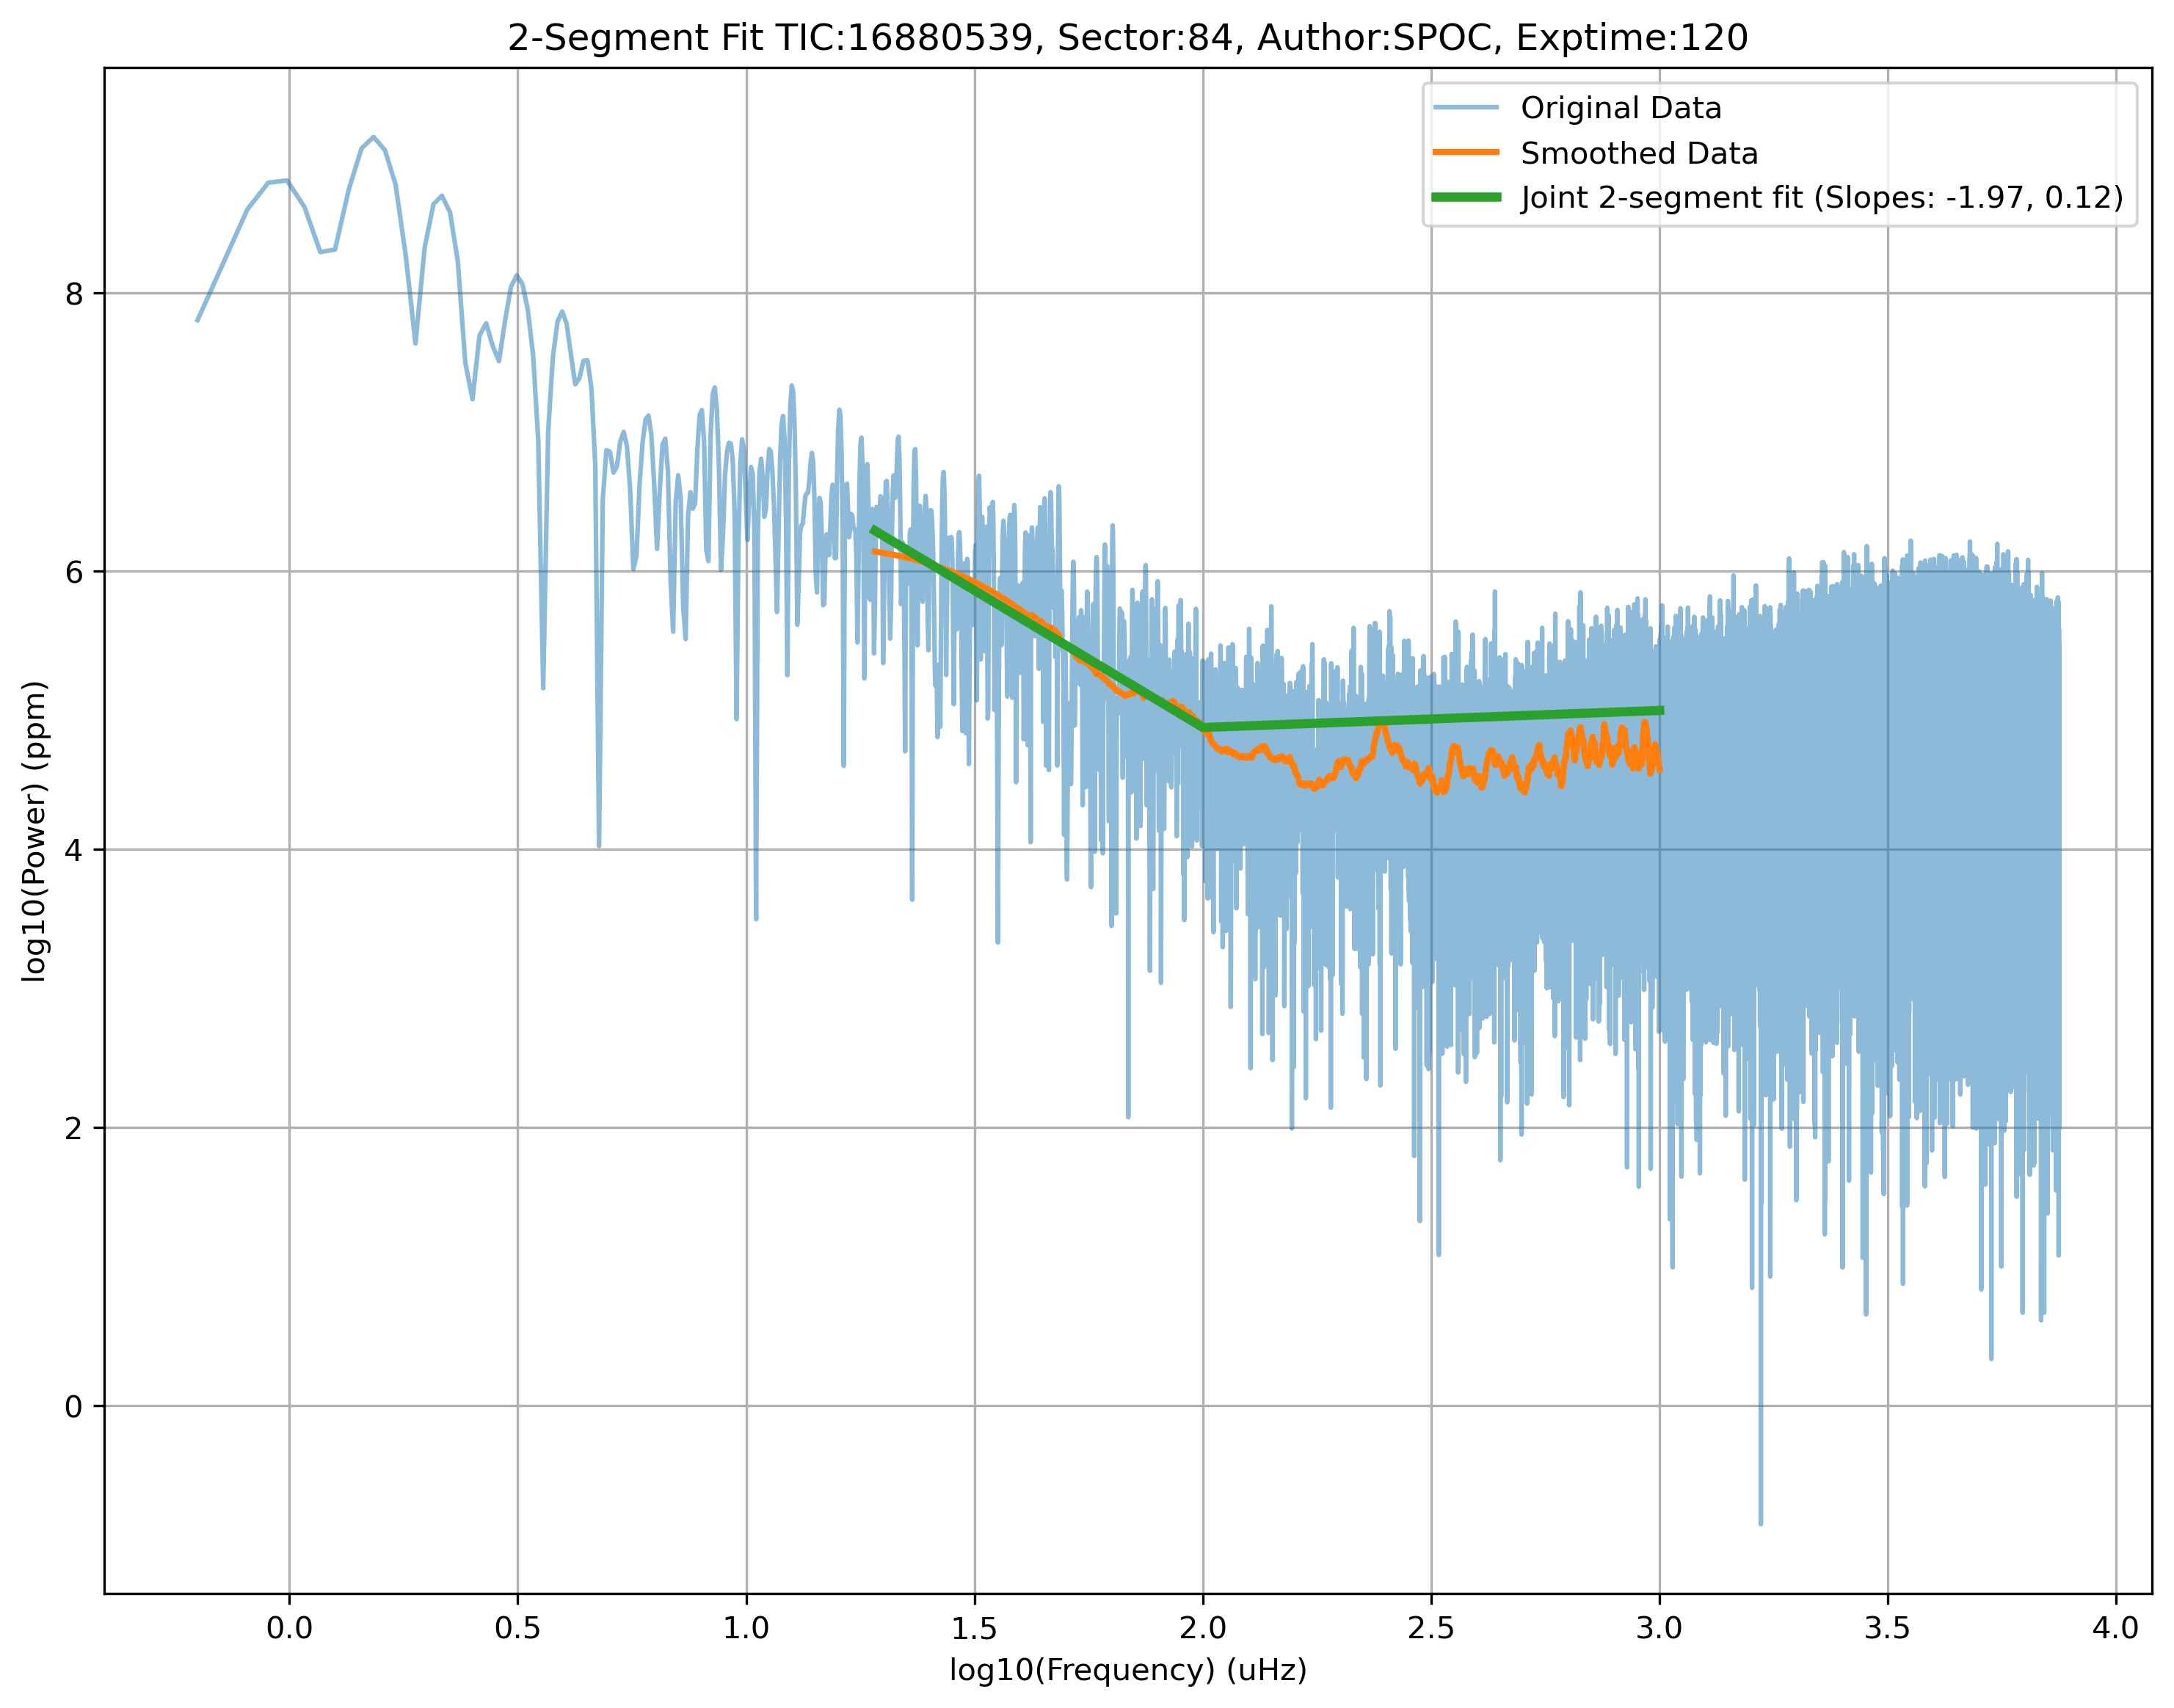 2-Segment Fit TIC:16880539, Sector:84, Author:SPOC, Exptime:120
Original Data
Smoothed Data
Joint 2-segment fit (Slopes: -1.97, 0.12)
log10(Power) (ppm)
8
6
4
2
0
0.0 0.5 1.0 1.5 2.0 2.5 3.0 3.5 4.0
log10(Frequency) (uHz)